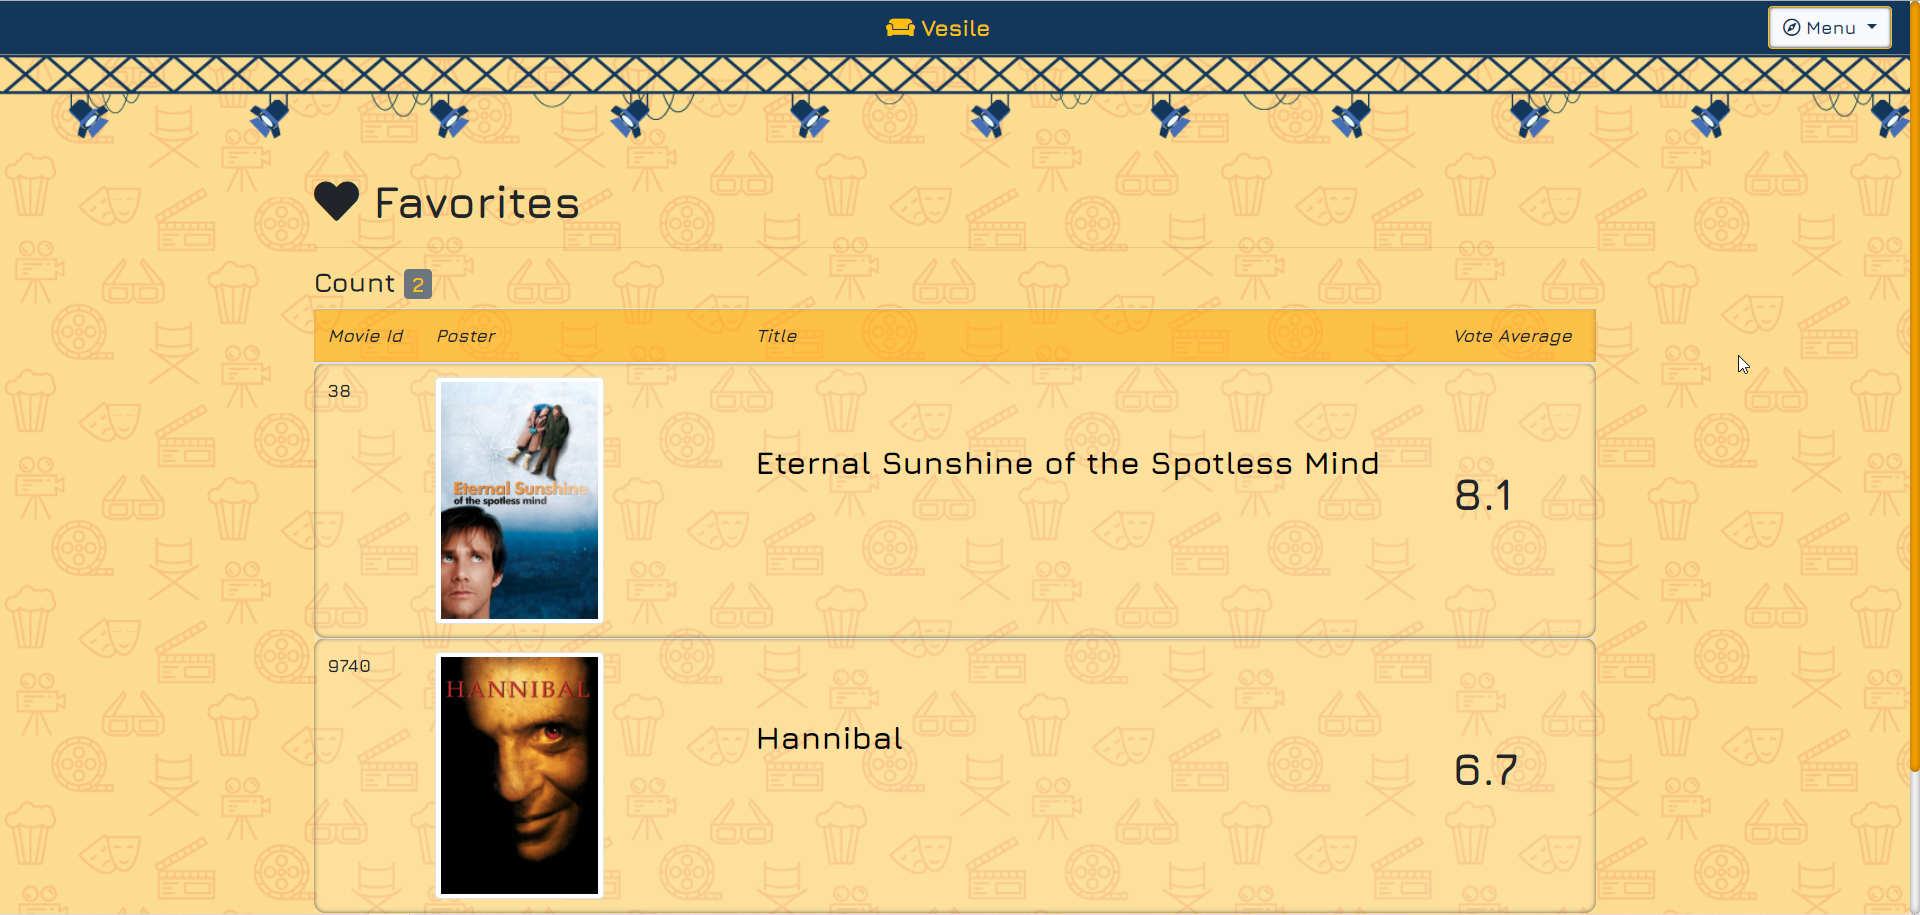 Vesile
Menu
Favorites
Count 2
Movie Id Poster Title Vote Average
38
Eternal Sunshine
of the spotless mind
Eternal Sunshine of the Spotless Mind
8.1
9740
HANNIBAL
Hannibal
6.7